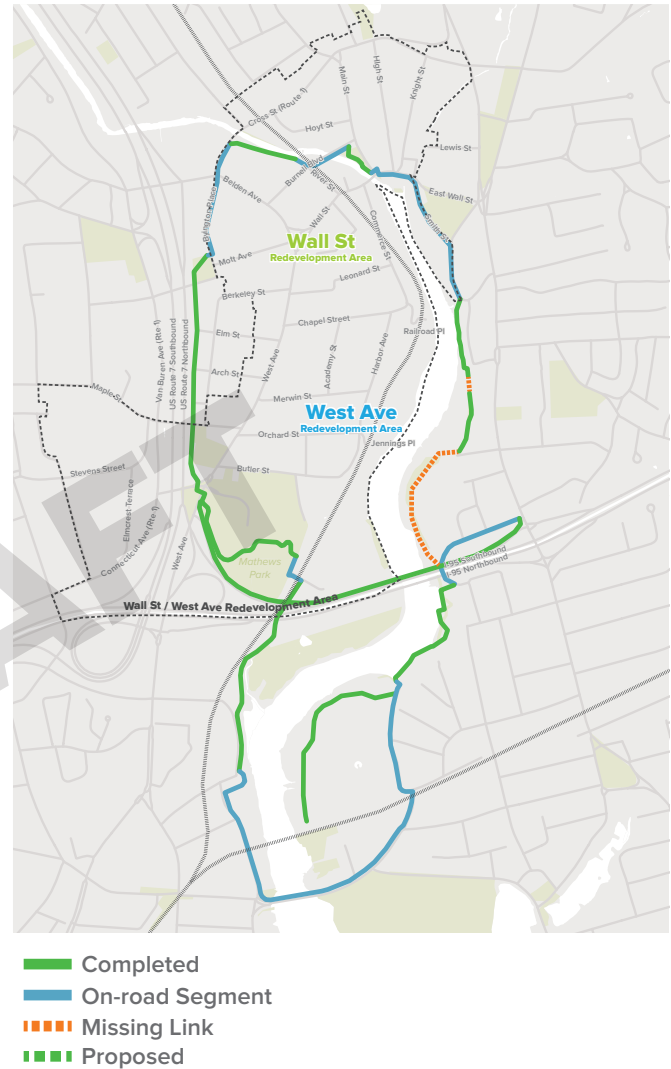 Main St
High St
Knight St
Cross St (Route 1)
Hoyt St
Lewis St
Burnell Blvd
River St
Belden Ave
East Wall St
Wall St
Commerce St
Smith St
Wall St
Redevelopment Area
Mott Ave
Leonard St
Berkeley St
Chapel Street
Railroad Pl
Van Buren Ave (Rte 1)
US Route 7 Southbound
US Route 7 Northbound
Elm St
West Ave
Academy St
Harbor Ave
Arch St
Maple St
Merwin St
West Ave
Redevelopment Area
Orchard St
Jennings Pl
Stevens Street
Butler St
Elmcrest Terrace
Connecticut Ave (Rte 1)
West Ave
Mathews
Park
I-95 Southbound
I-95 Northbound
Wall St / West Ave Redevelopment Area
Completed
On-road Segment
Missing Link
Proposed